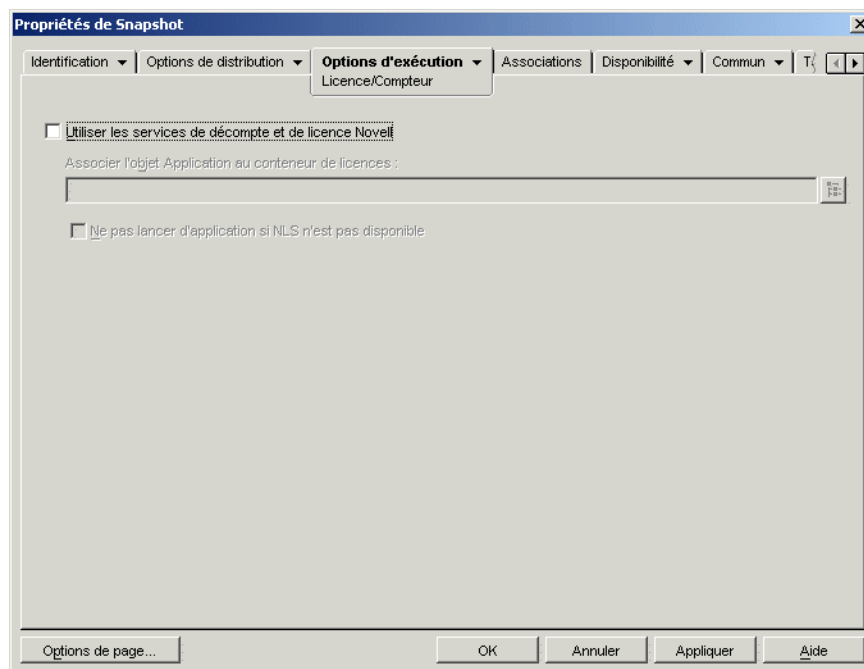 Propriétés de Snapshot
Identification Options de distribution Options d'exécution Associations Disponibilité Commun
Licence/Compteur
Utiliser les services de décompte et de licence Novell
Associer l'objet Application au conteneur de licences :
Ne pas lancer d'application si NLS n'est pas disponible
Options de page... OK Annuler Appliquer Aide